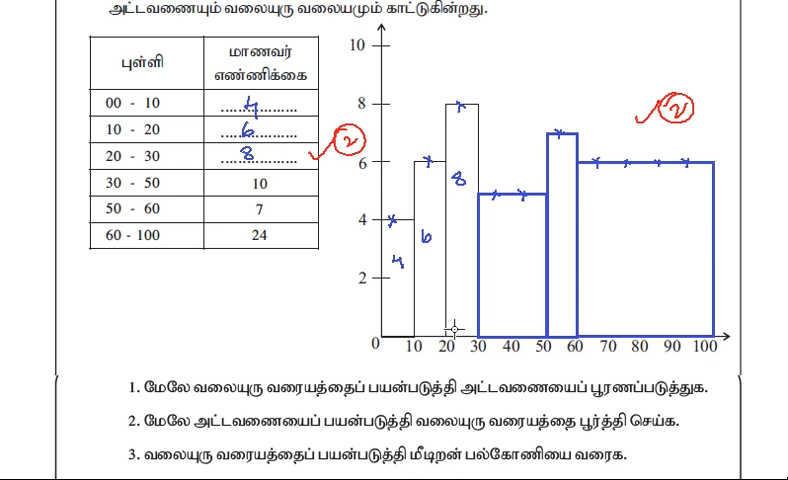 அட்டவணையும் வலையுரு வலையமும் காட்டுகின்றது.
புள்ளி மாணவர் எண்ணிக்கை
00 - 10 4
10 - 20 6
20 - 30 8
30 - 50 10
50 - 60 7
60 - 100 24
2
10
8
6
4
2
0 10 20 30 40 50 60 70 80 90 100
4 6 8
1. மேலே வலையுரு வரையத்தைப் பயன்படுத்தி அட்டவணையைப் பூரணப்படுத்துக.
2. மேலே அட்டவணையைப் பயன்படுத்தி வலையுரு வரையத்தை பூர்த்தி செய்க.
3. வலையுரு வரையத்தைப் பயன்படுத்தி மீடிறன் பல்கோணியை வரைக.